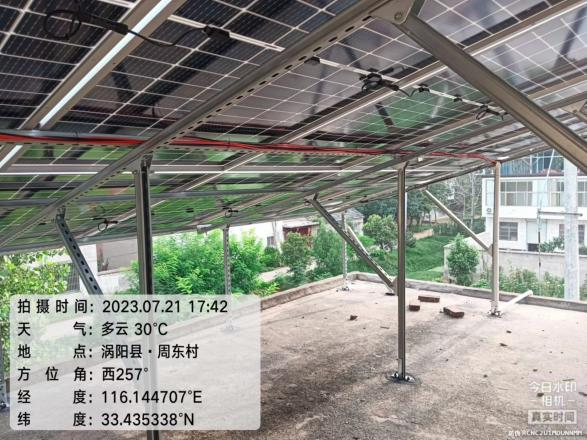 拍摄时间: 2023.07.21 17:42
天气: 多云 30°C
地点: 涡阳县·周东村
方位角: 西257°
经度: 116.144707°E
纬度: 33.435338°N
今日水印
相机
真实时间